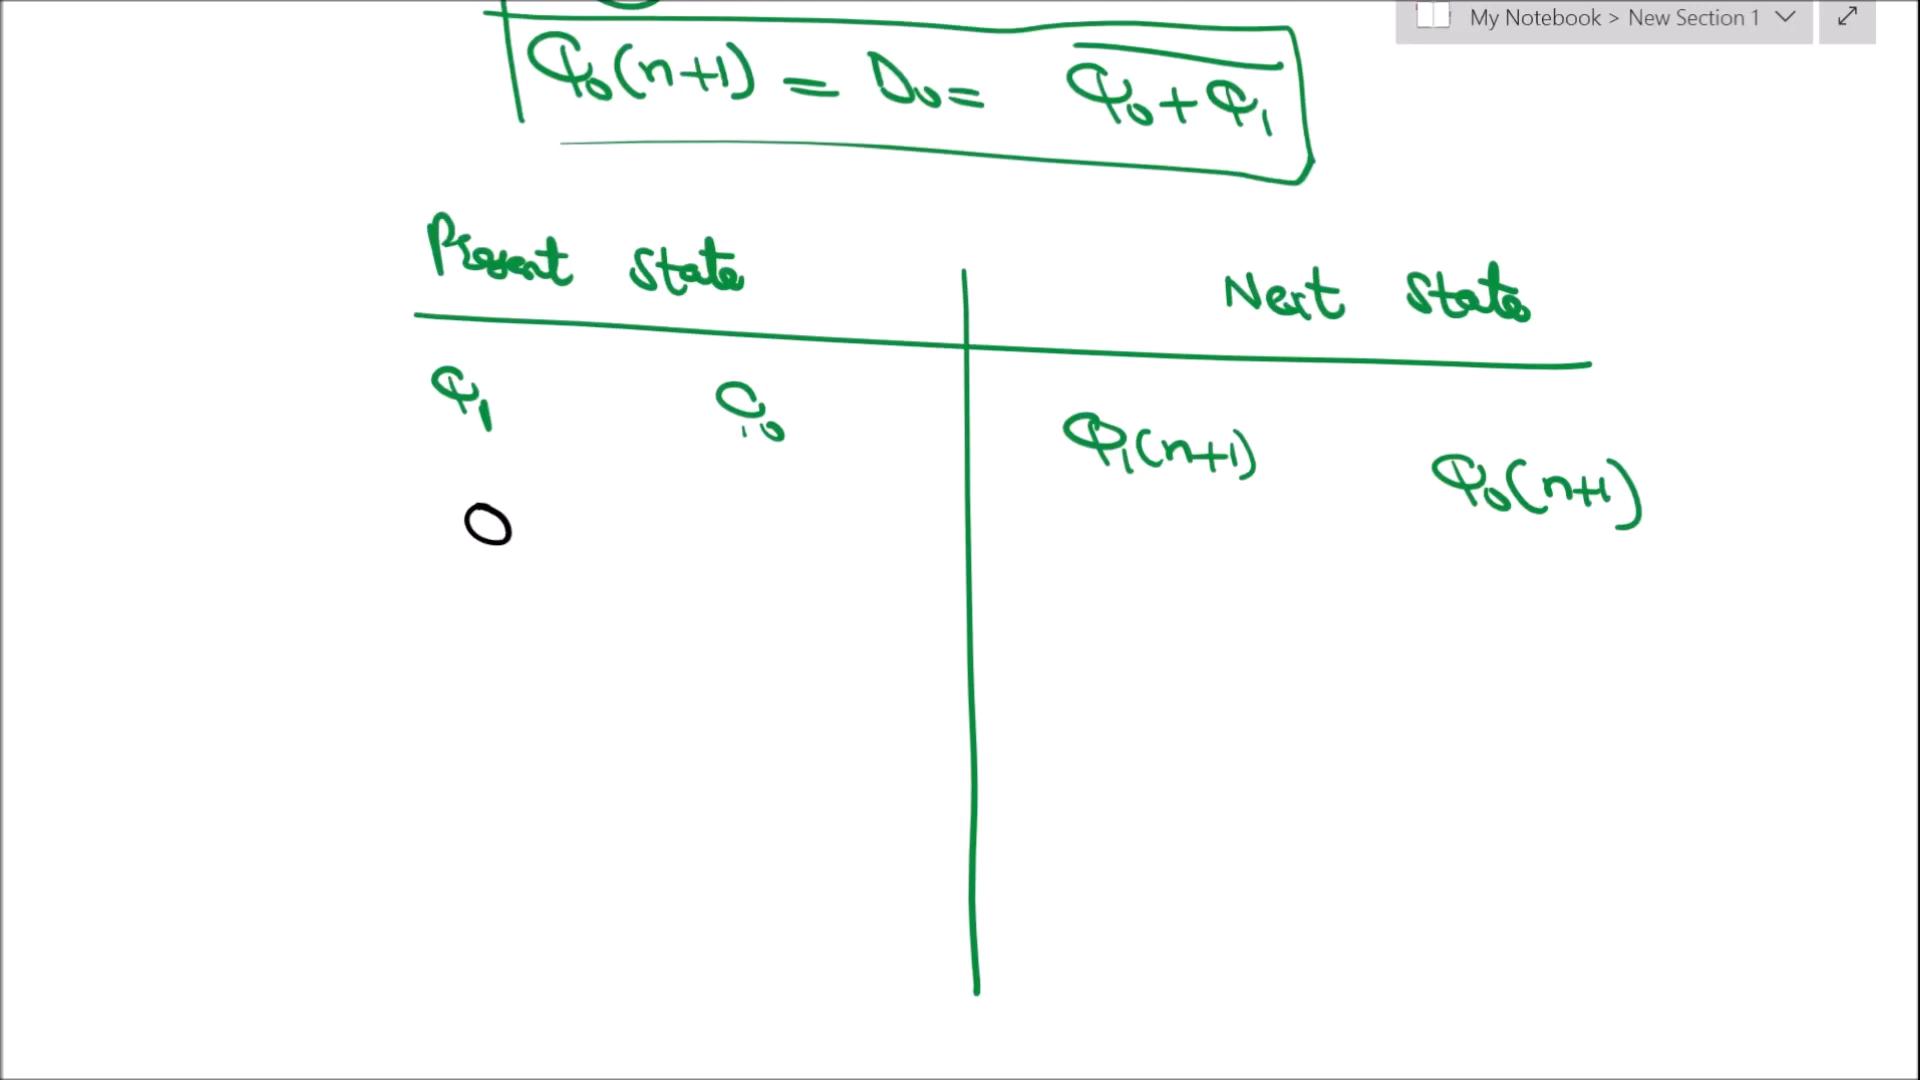 My Notebook > New Section 1
Q₀(n+1) = D₀ = \overline{Q₀+Q₁}
Present State Next State
Q₁ Q₀ Q₁(n+1) Q₀(n+1)
0